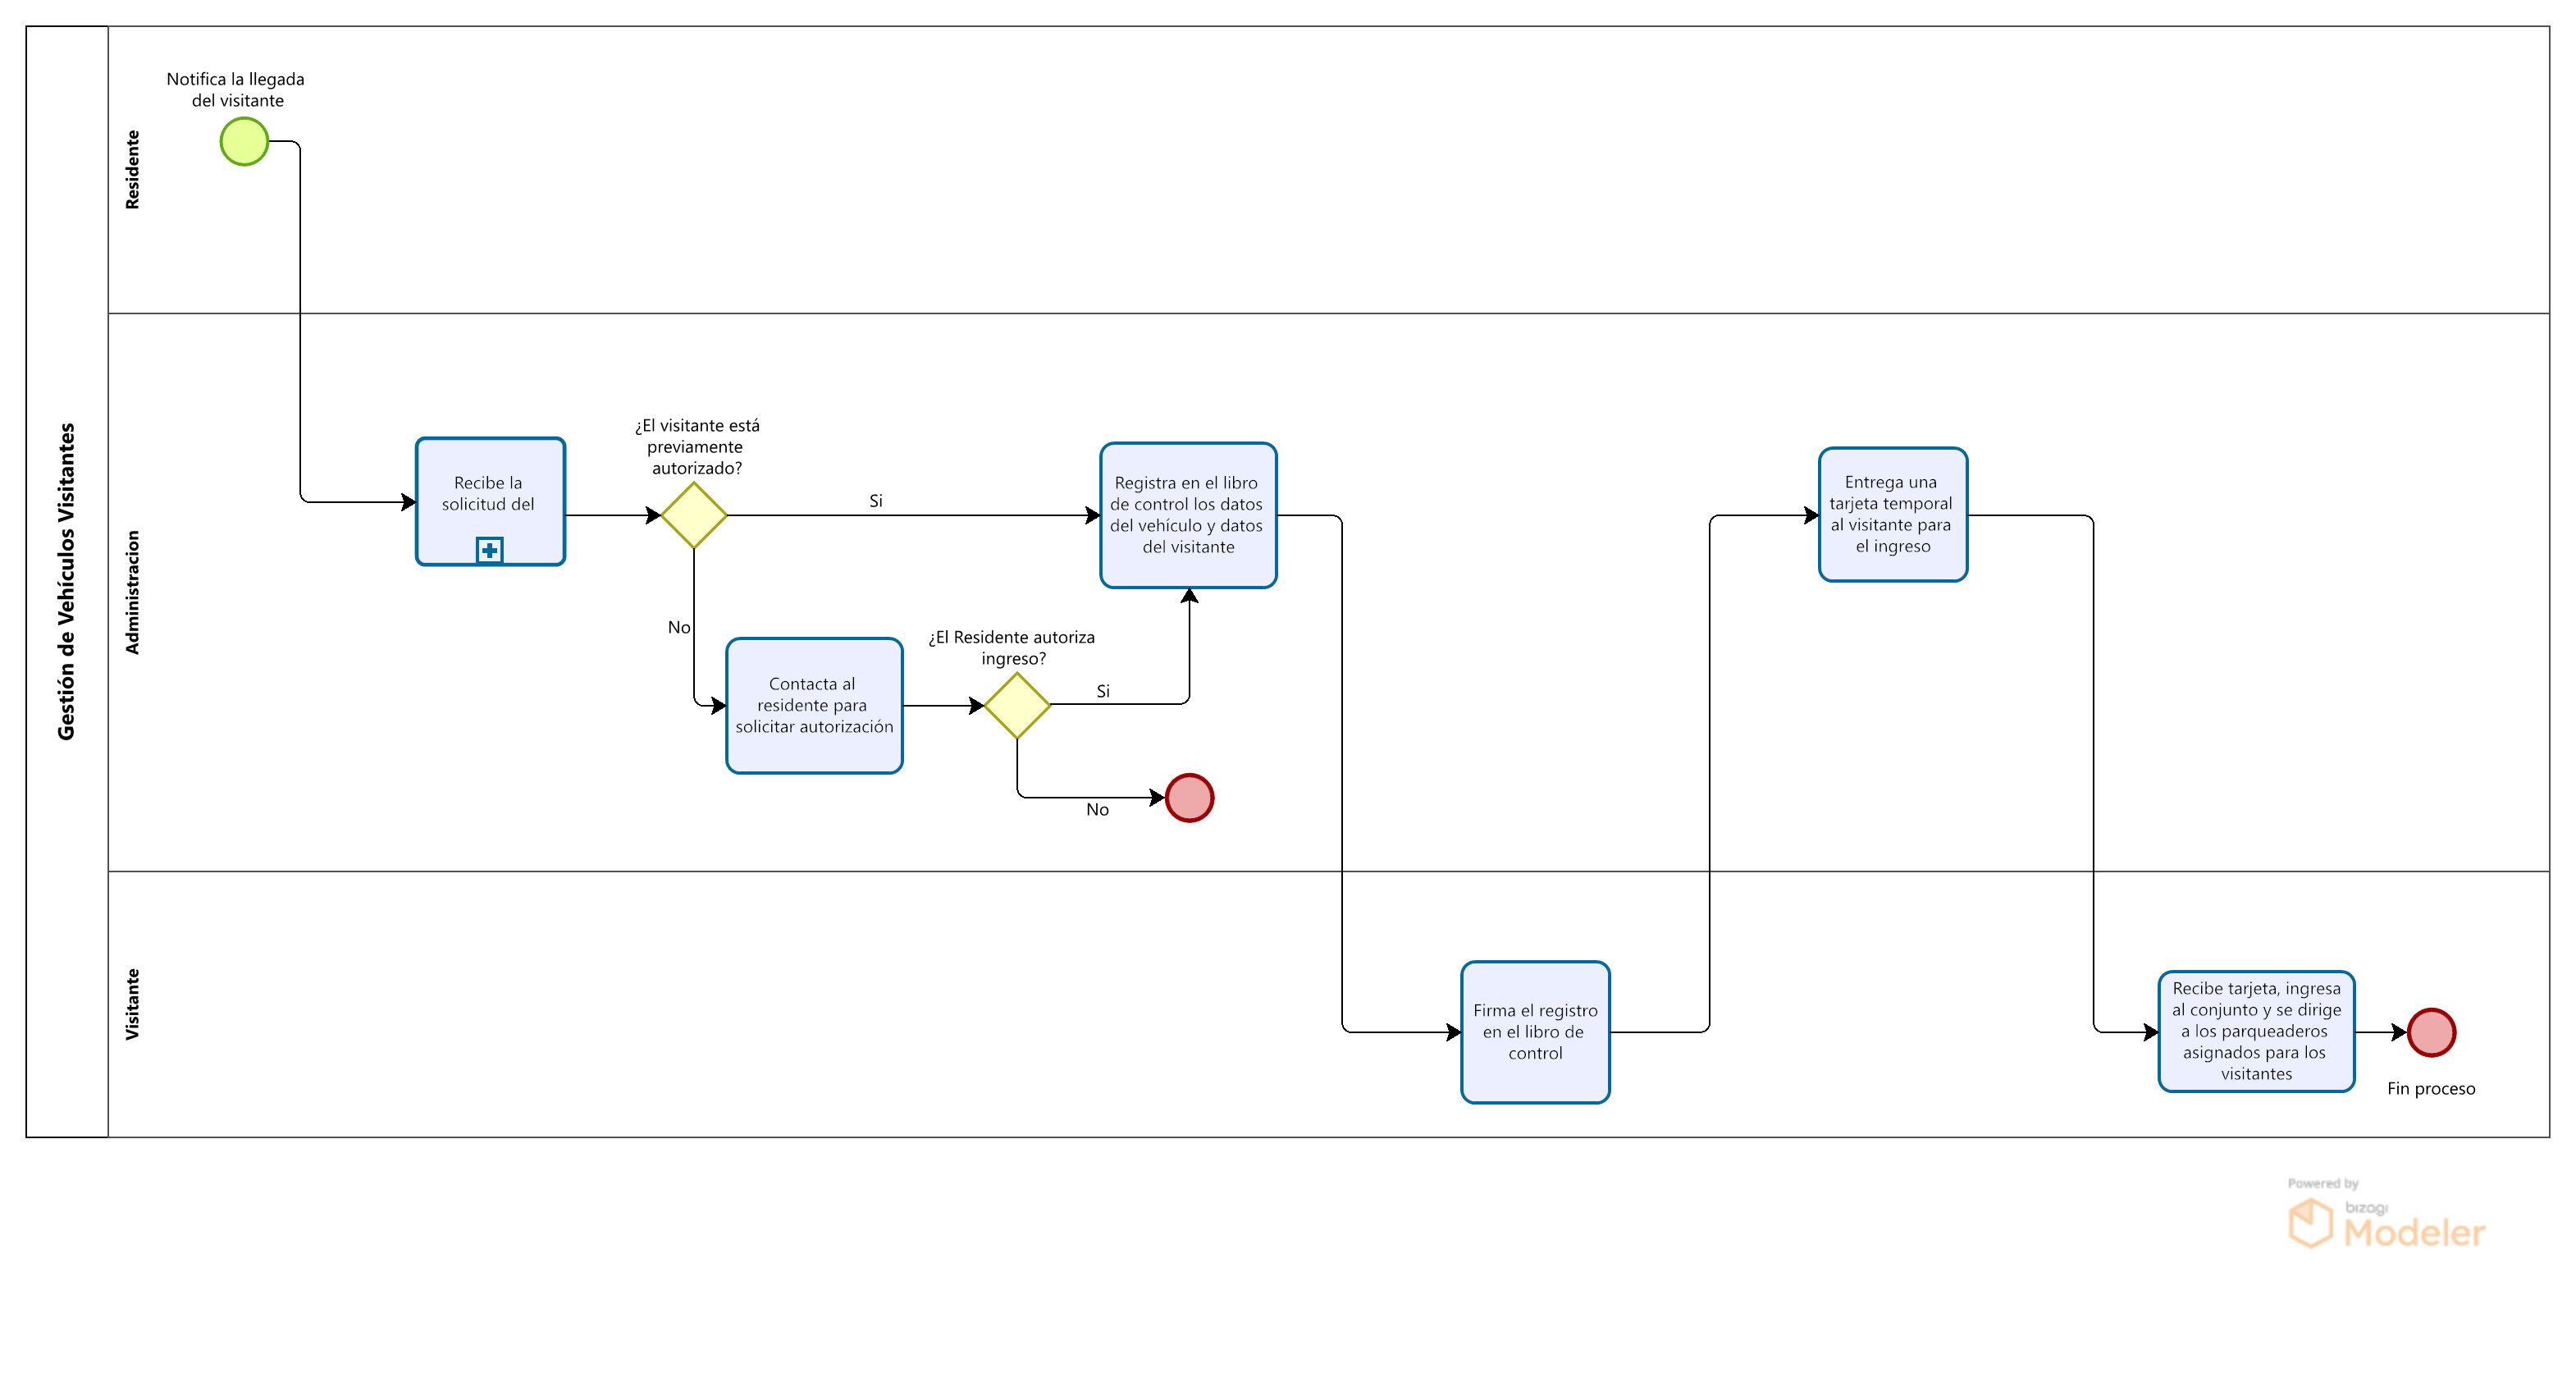 Gestión de Vehículos Visitantes
Residente
Notifica la llegada
del visitante
Administracion
Recibe la
solicitud del
¿El visitante está
previamente
autorizado?
Si
No
Contacta al
residente para
solicitar autorización
¿El Residente autoriza
ingreso?
Si
No
Registra en el libro
de control los datos
del vehículo y datos
del visitante
Entrega una
tarjeta temporal
al visitante para
el ingreso
Visitante
Firma el registro
en el libro de
control
Recibe tarjeta, ingresa
al conjunto y se dirige
a los parqueaderos
asignados para los
visitantes
Fin proceso
Powered by
bizagi
Modeler